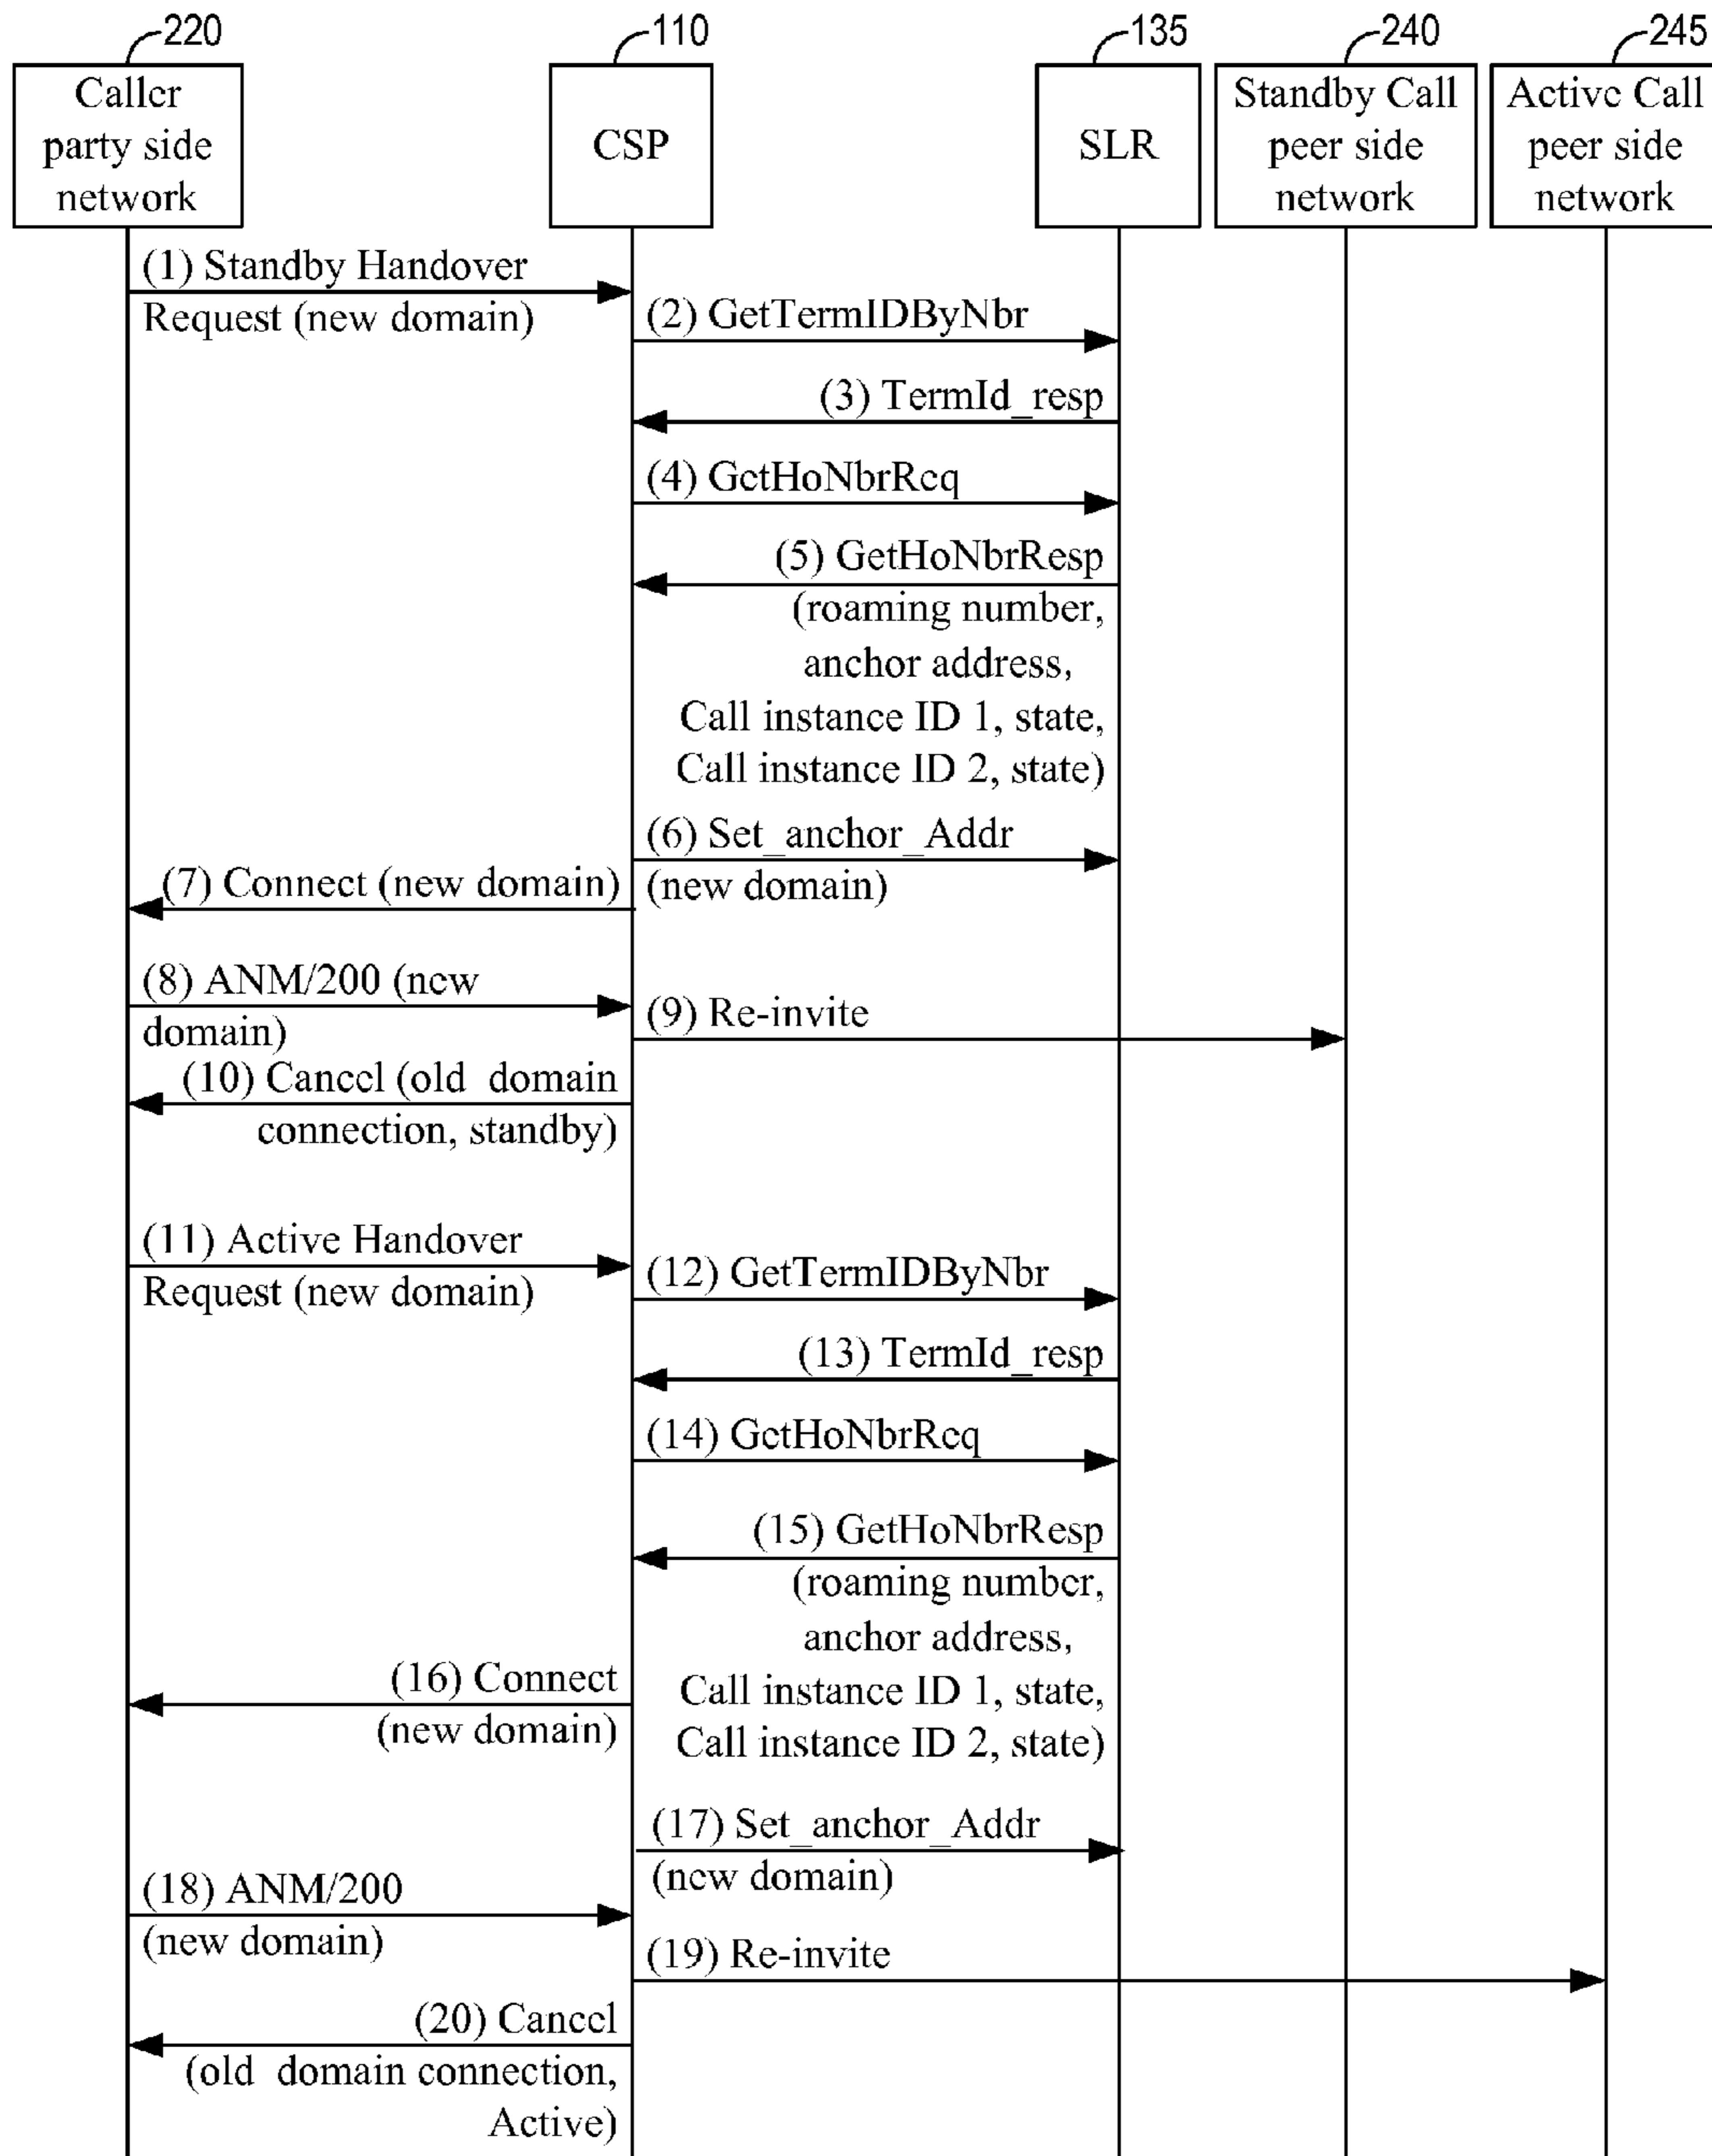 220
110
135
240
245
Caller
party side
network
CSP
SLR
Standby Call
peer side
network
Active Call
peer side
network
(1) Standby Handover
Request (new domain)
(2) GetTermIDByNbr
(3) TermId_resp
(4) GetHoNbrReq
(5) GetHoNbrResp
(roaming number,
anchor address,
Call instance ID 1, state,
Call instance ID 2, state)
(6) Set_anchor_Addr
(new domain)
(7) Connect (new domain)
(8) ANM/200 (new
domain)
(9) Re-invite
(10) Cancel (old domain
connection, standby)
(11) Active Handover
Request (new domain)
(12) GetTermIDByNbr
(13) TermId_resp
(14) GetHoNbrReq
(15) GetHoNbrResp
(roaming number,
anchor address,
Call instance ID 1, state,
Call instance ID 2, state)
(16) Connect
(new domain)
(17) Set_anchor_Addr
(new domain)
(18) ANM/200
(new domain)
(19) Re-invite
(20) Cancel
(old domain connection,
Active)